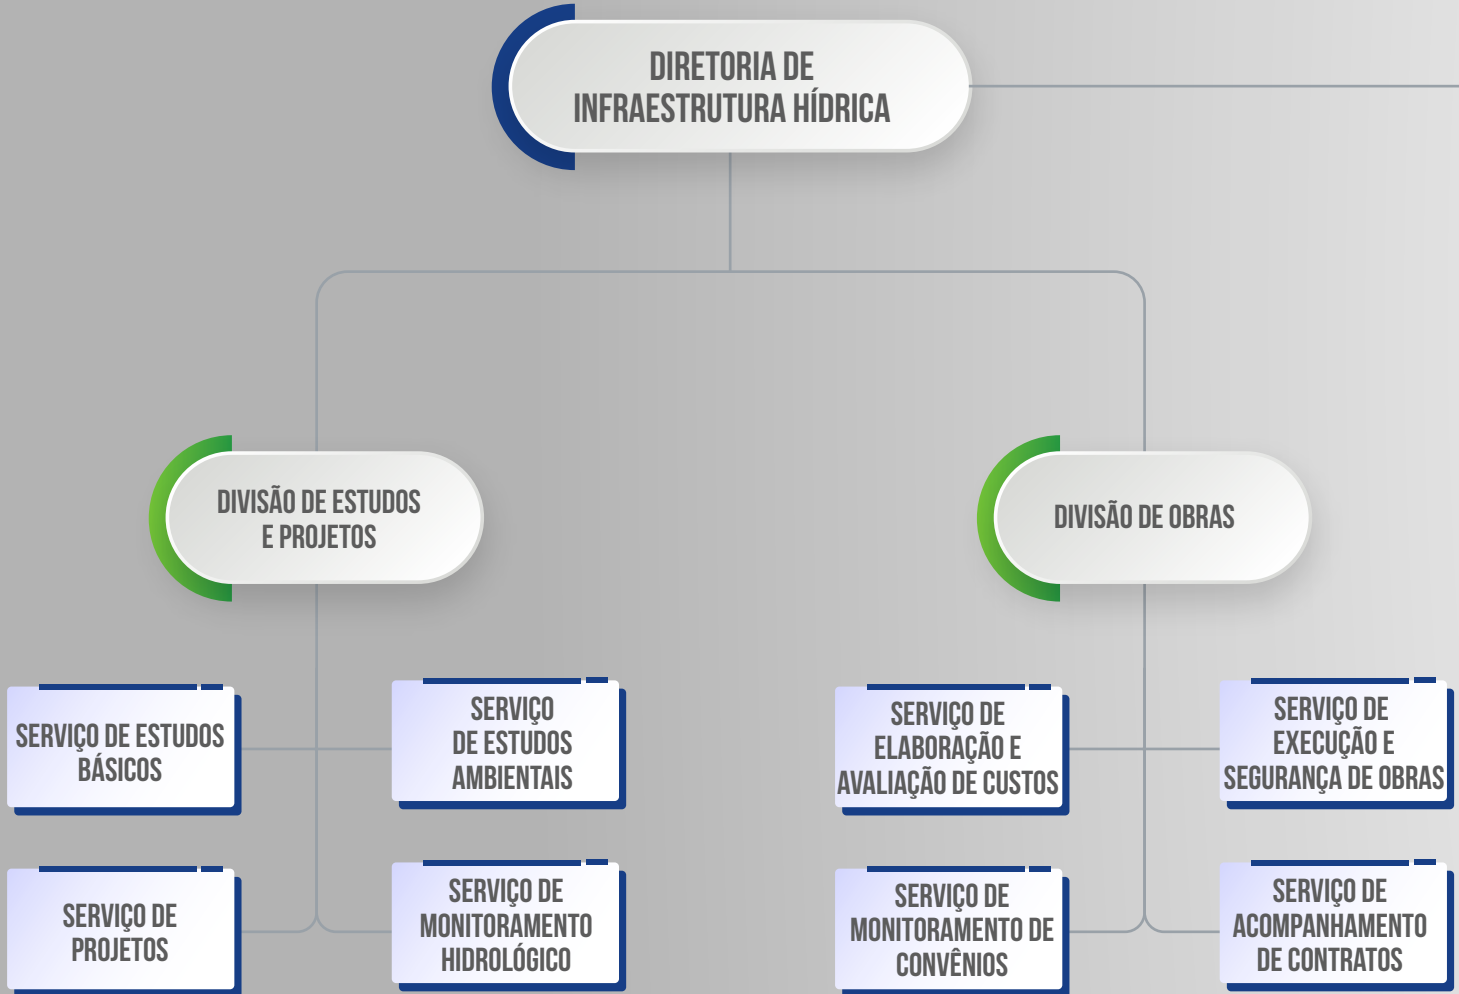 DIRETORIA DE
INFRAESTRUTURA HÍDRICA
DIVISÃO DE ESTUDOS
E PROJETOS
DIVISÃO DE OBRAS
SERVIÇO DE ESTUDOS
BÁSICOS
SERVIÇO
DE ESTUDOS
AMBIENTAIS
SERVIÇO DE
ELABORAÇÃO E
AVALIAÇÃO DE CUSTOS
SERVIÇO DE
EXECUÇÃO E
SEGURANÇA DE OBRAS
SERVIÇO DE
PROJETOS
SERVIÇO DE
MONITORAMENTO
HIDROLÓGICO
SERVIÇO DE
MONITORAMENTO DE
CONVÊNIOS
SERVIÇO DE
ACOMPANHAMENTO
DE CONTRATOS